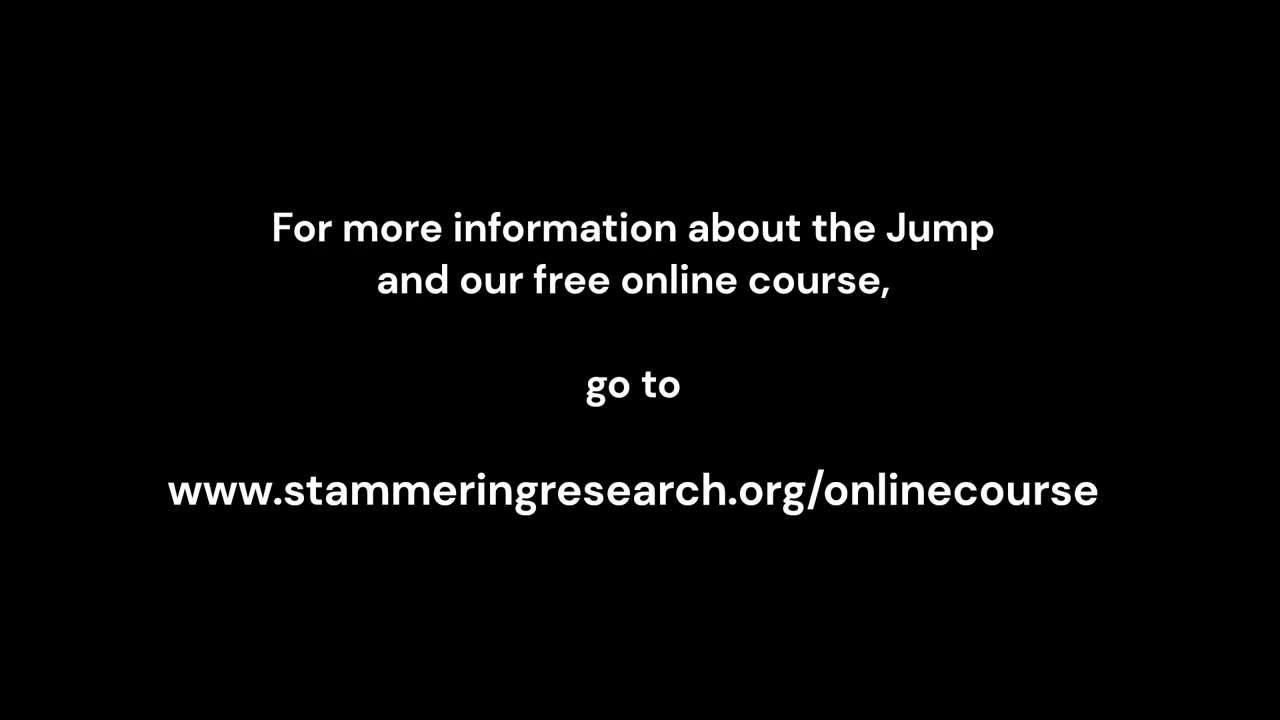 For more information about the Jump
and our free online course,
go to
www.stammeringresearch.org/onlinecourse